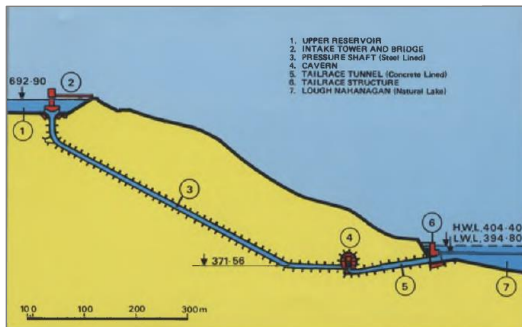 1, UPPER RESERVOIR
2, INTAKE TOWER AND BRIDGE
3, PRESSURE SHAFT (Steel Lined)
4, CAVERN
5, TAILRACE TUNNEL (Concrete Lined)
6, TAILRACE STRUCTURE
7, LOUGH NAHANAGAN (Natural Lake)
692·90
2
1
3
4
6
H.W.L. 404·40
L.W.L. 394·80
371·56
5
7
100 0 100 300m